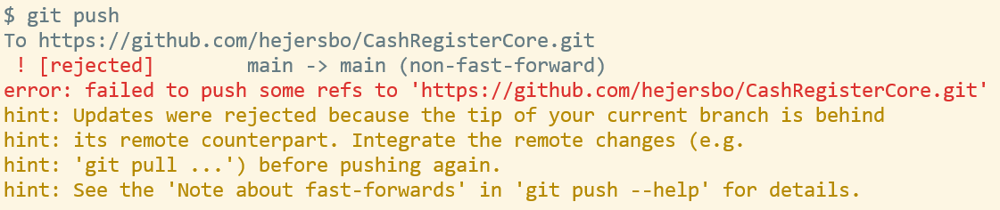 $ git push
To https://github.com/hejersbo/CashRegisterCore.git
 ! [rejected]        main -> main (non-fast-forward)
error: failed to push some refs to 'https://github.com/hejersbo/CashRegisterCore.git'
hint: Updates were rejected because the tip of your current branch is behind
hint: its remote counterpart. Integrate the remote changes (e.g.
hint: 'git pull ...') before pushing again.
hint: See the 'Note about fast-forwards' in 'git push --help' for details.